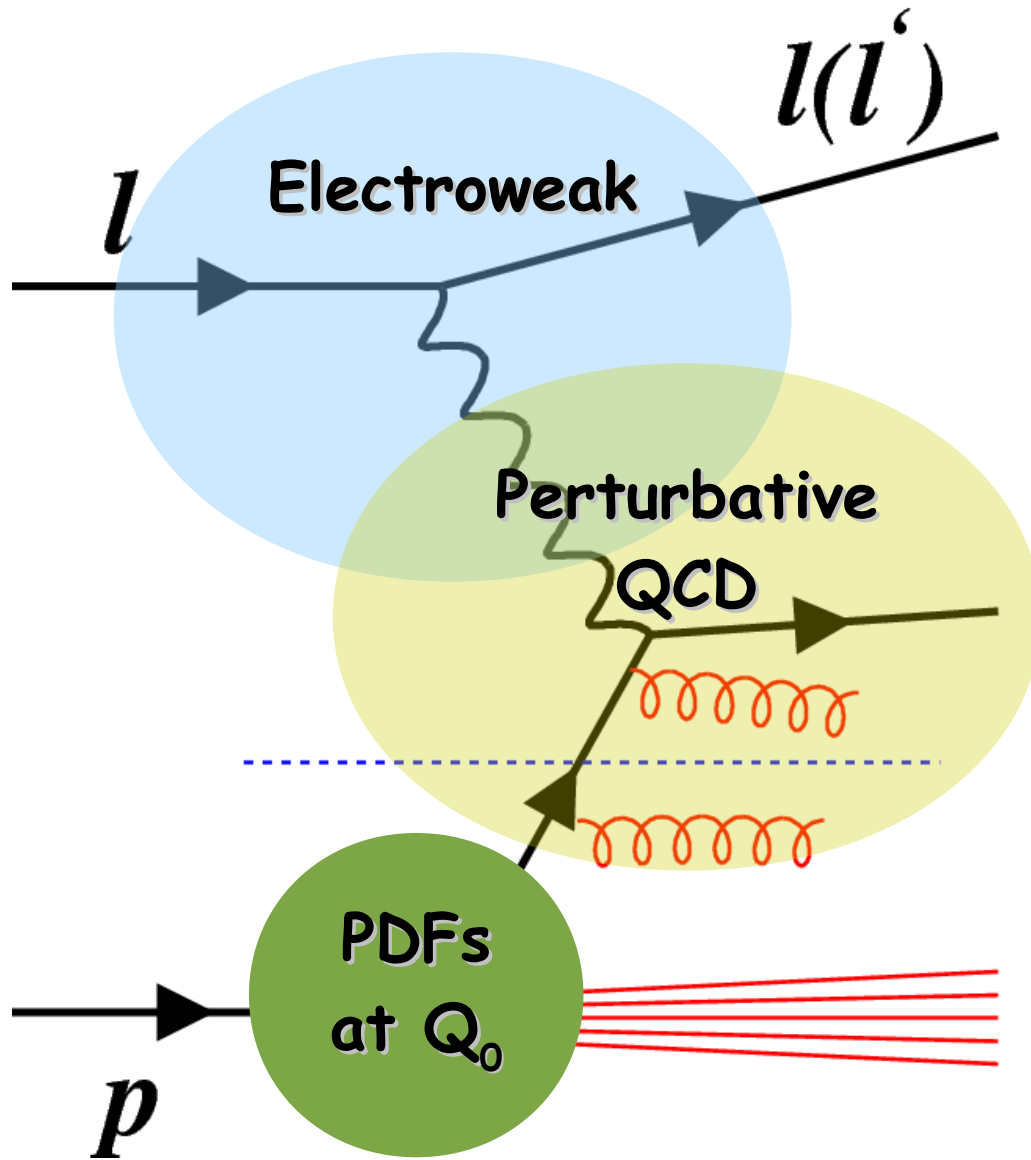 l(l‘)
l
Electroweak
Perturbative
QCD
PDFs
at Q₀
p